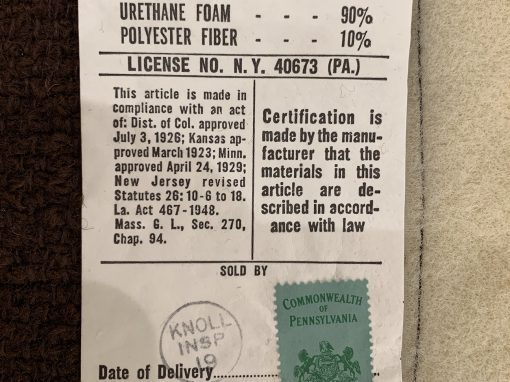 URETHANE FOAM - - - 90%
POLYESTER FIBER - - - 10%
LICENSE NO. N.Y. 40673 (PA.)
This article is made in
compliance with an act
of: Dist. of Col. approved
July 3, 1926; Kansas ap-
proved March 1923; Minn.
approved April 24, 1929;
New Jersey revised
Statutes 26: 10-6 to 18.
La. Act 467-1948.
Mass. G. L., Sec. 270,
Chap. 94.
Certification is
made by the manu-
facturer that the
materials in this
article are de-
scribed in accord-
ance with law
SOLD BY
KNOLL
INSP
19
COMMONWEALTH
OF
PENNSYLVANIA
Date of Delivery